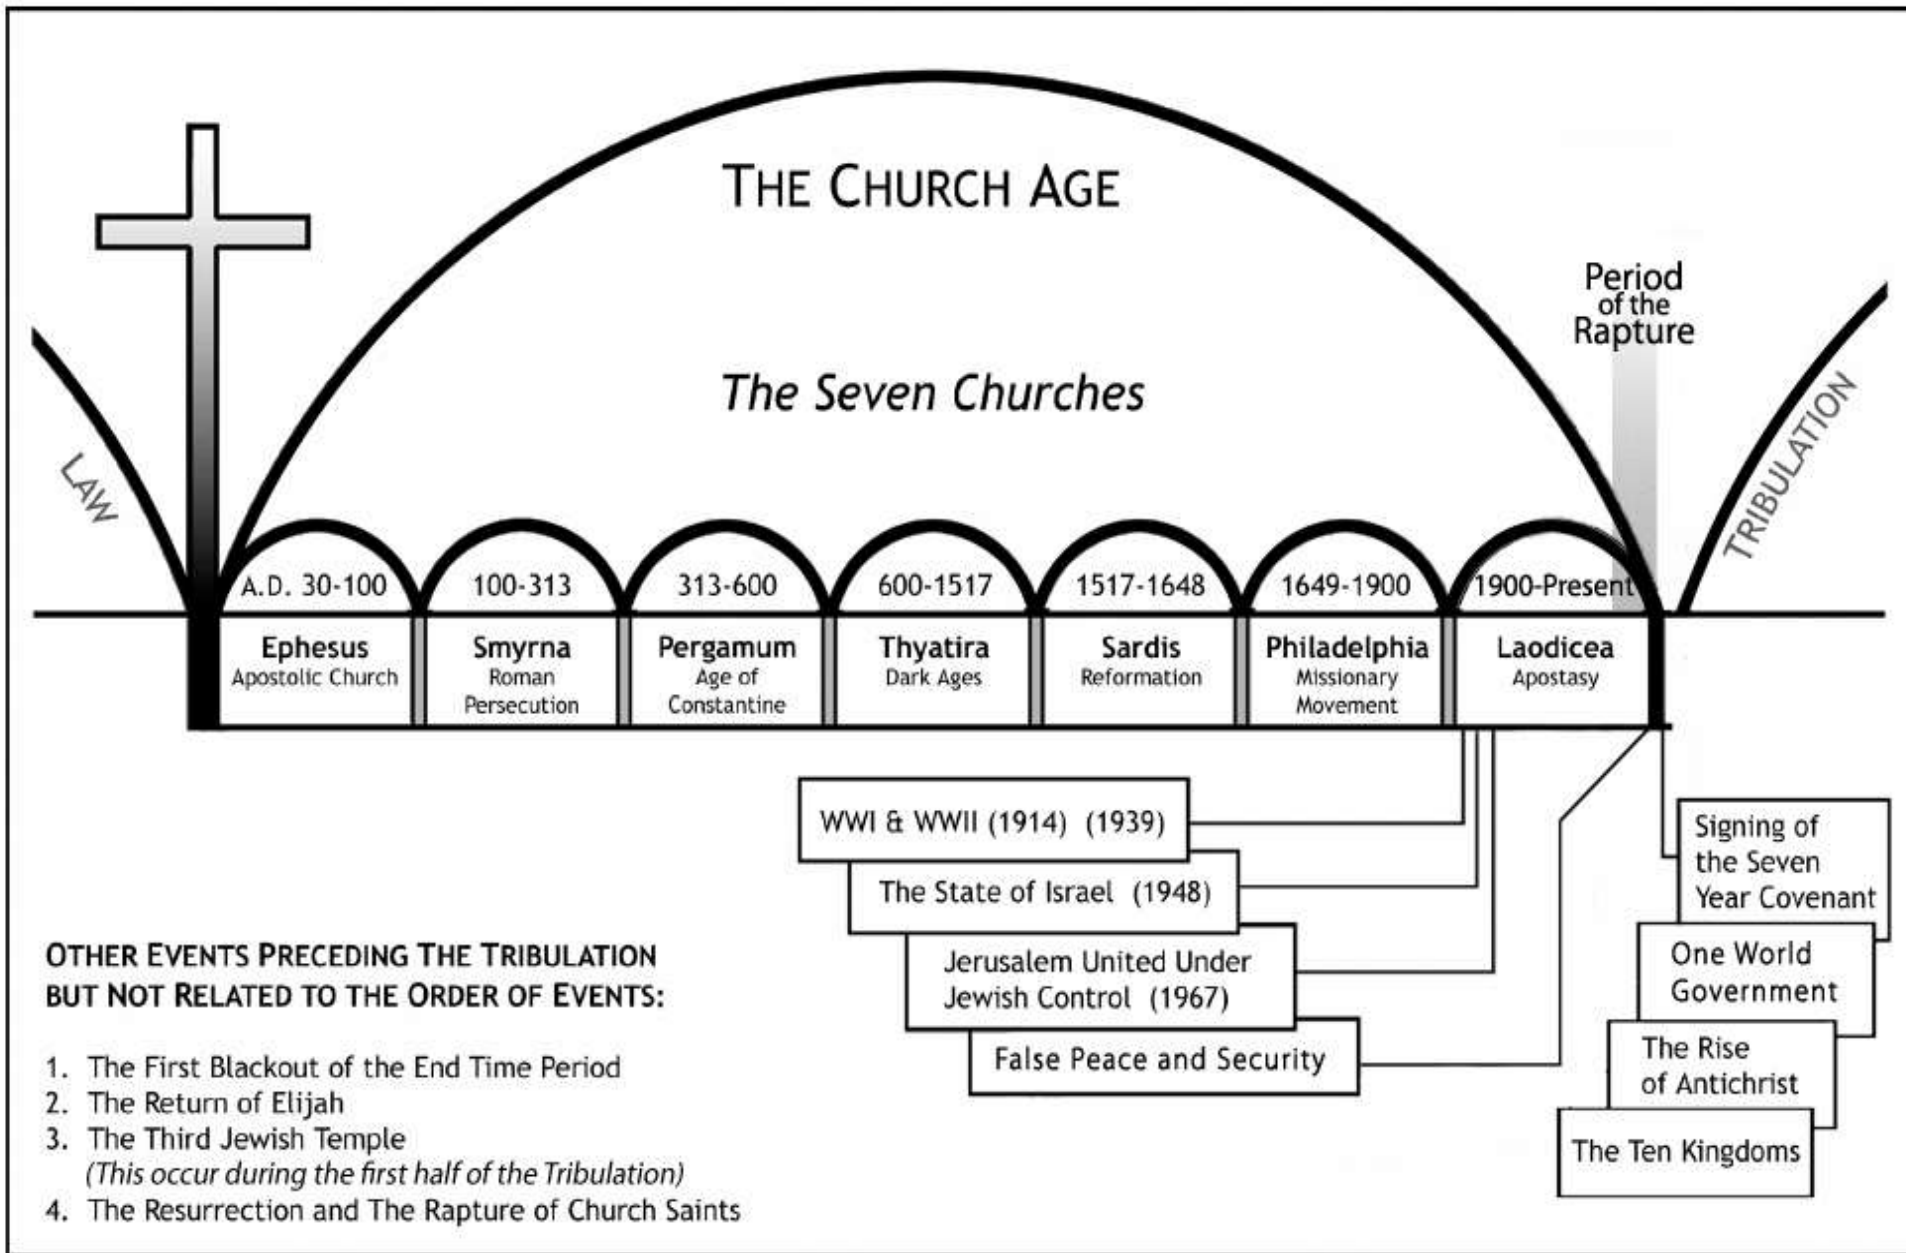 THE CHURCH AGE
Period
of the
Rapture
The Seven Churches
LAW
TRIBULATION
A.D. 30-100
100-313
313-600
600-1517
1517-1648
1649-1900
1900-Present
Ephesus
Apostolic Church
Smyrna
Roman
Persecution
Pergamum
Age of
Constantine
Thyatira
Dark Ages
Sardis
Reformation
Philadelphia
Missionary
Movement
Laodicea
Apostasy
WWI & WWII (1914) (1939)
The State of Israel (1948)
Jerusalem United Under
Jewish Control (1967)
False Peace and Security
Signing of
the Seven
Year Covenant
One World
Government
The Rise
of Antichrist
The Ten Kingdoms
OTHER EVENTS PRECEDING THE TRIBULATION
BUT NOT RELATED TO THE ORDER OF EVENTS:
1. The First Blackout of the End Time Period
2. The Return of Elijah
3. The Third Jewish Temple
(This occur during the first half of the Tribulation)
4. The Resurrection and The Rapture of Church Saints